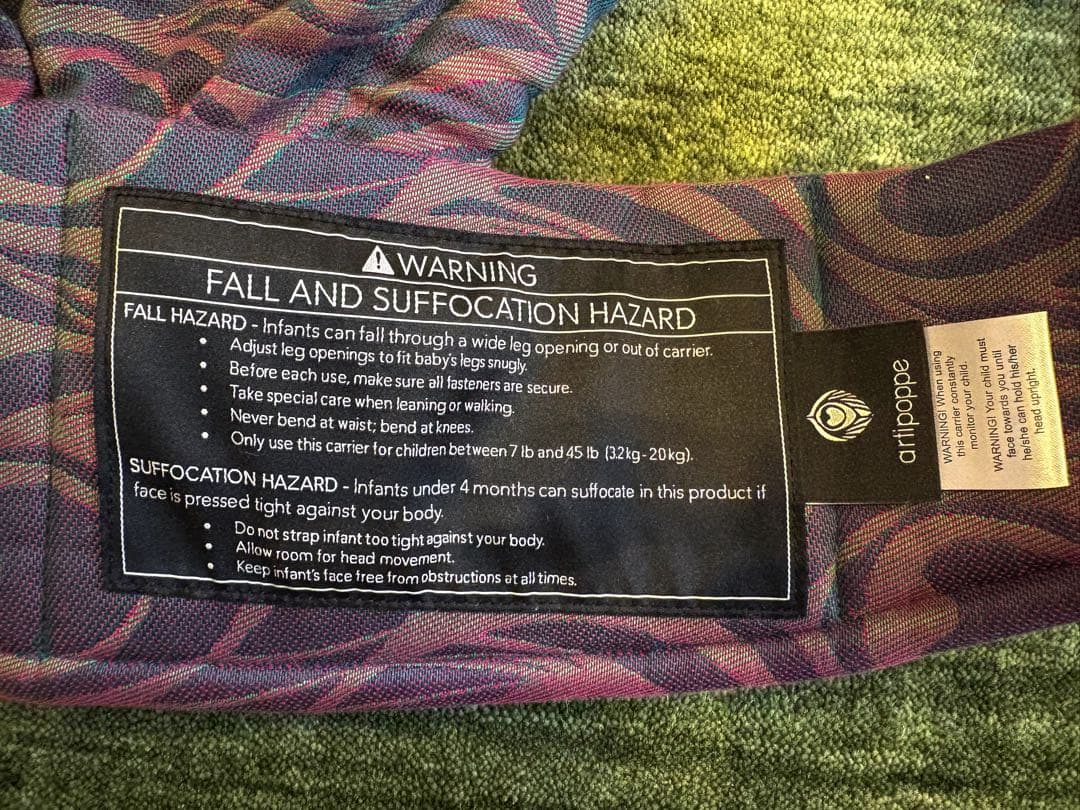 WARNING
FALL AND SUFFOCATION HAZARD
FALL HAZARD - Infants can fall through a wide leg opening or out of carrier.
• Adjust leg openings to fit baby's legs snugly.
• Before each use, make sure all fasteners are secure.
• Take special care when leaning or walking.
• Never bend at waist; bend at knees.
• Only use this carrier for children between 7 lb and 45 lb (3.2kg-20kg).
SUFFOCATION HAZARD - Infants under 4 months can suffocate in this product if
face is pressed tight against your body.
• Do not strap infant too tight against your body.
• Allow room for head movement.
• Keep infant's face free from obstructions at all times.
artipoppe
WARNING! When using
this carrier constantly
monitor your child.
WARNING! Your child must
face towards you until
he/she can hold his/her
head upright.